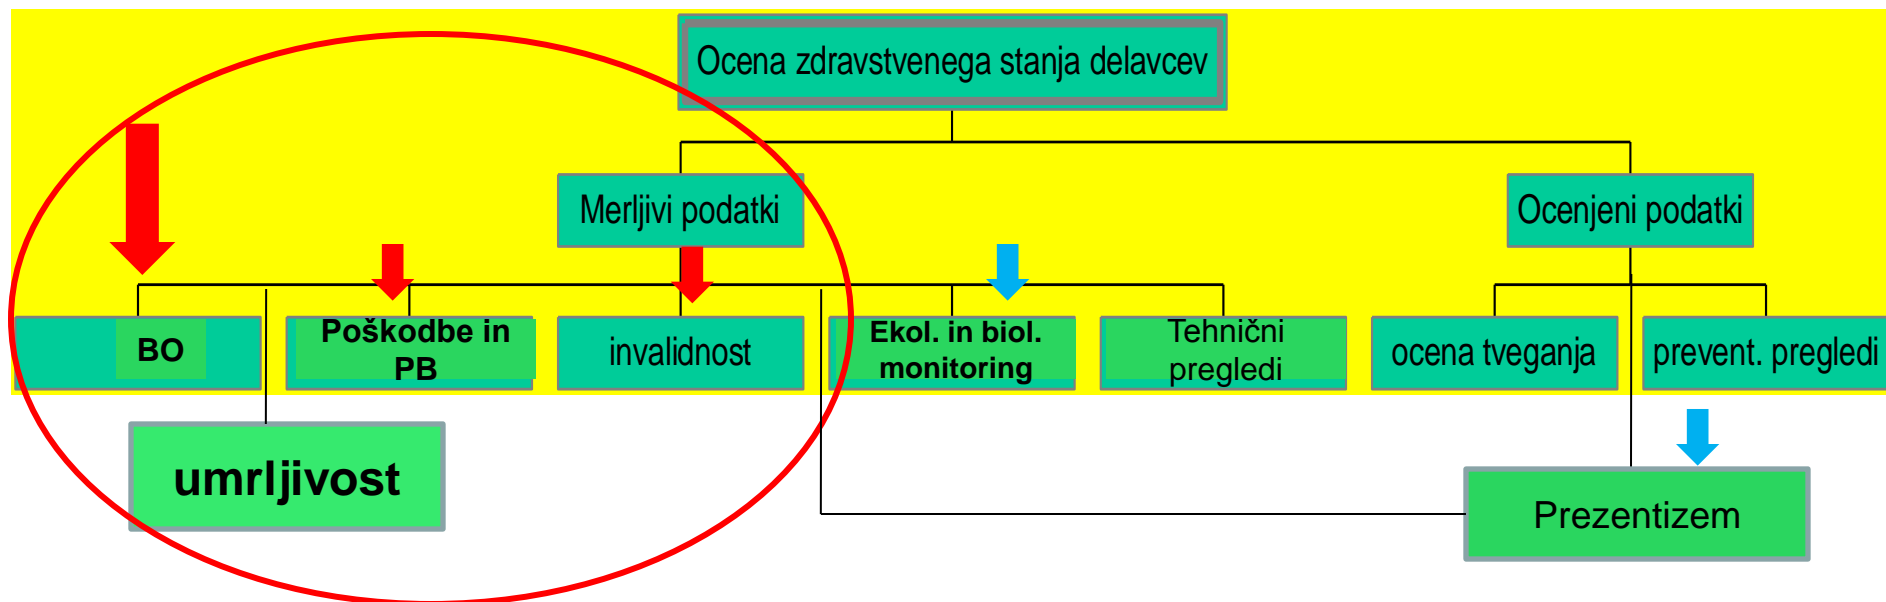 Ocena zdravstvenega stanja delavcev
Merljivi podatki
Ocenjeni podatki
BO
Poškodbe in
PB
invalidnost
Ekol. in biol.
monitoring
Tehnični
pregledi
ocena tveganja
prevent. pregledi
umrljivost
Prezentizem